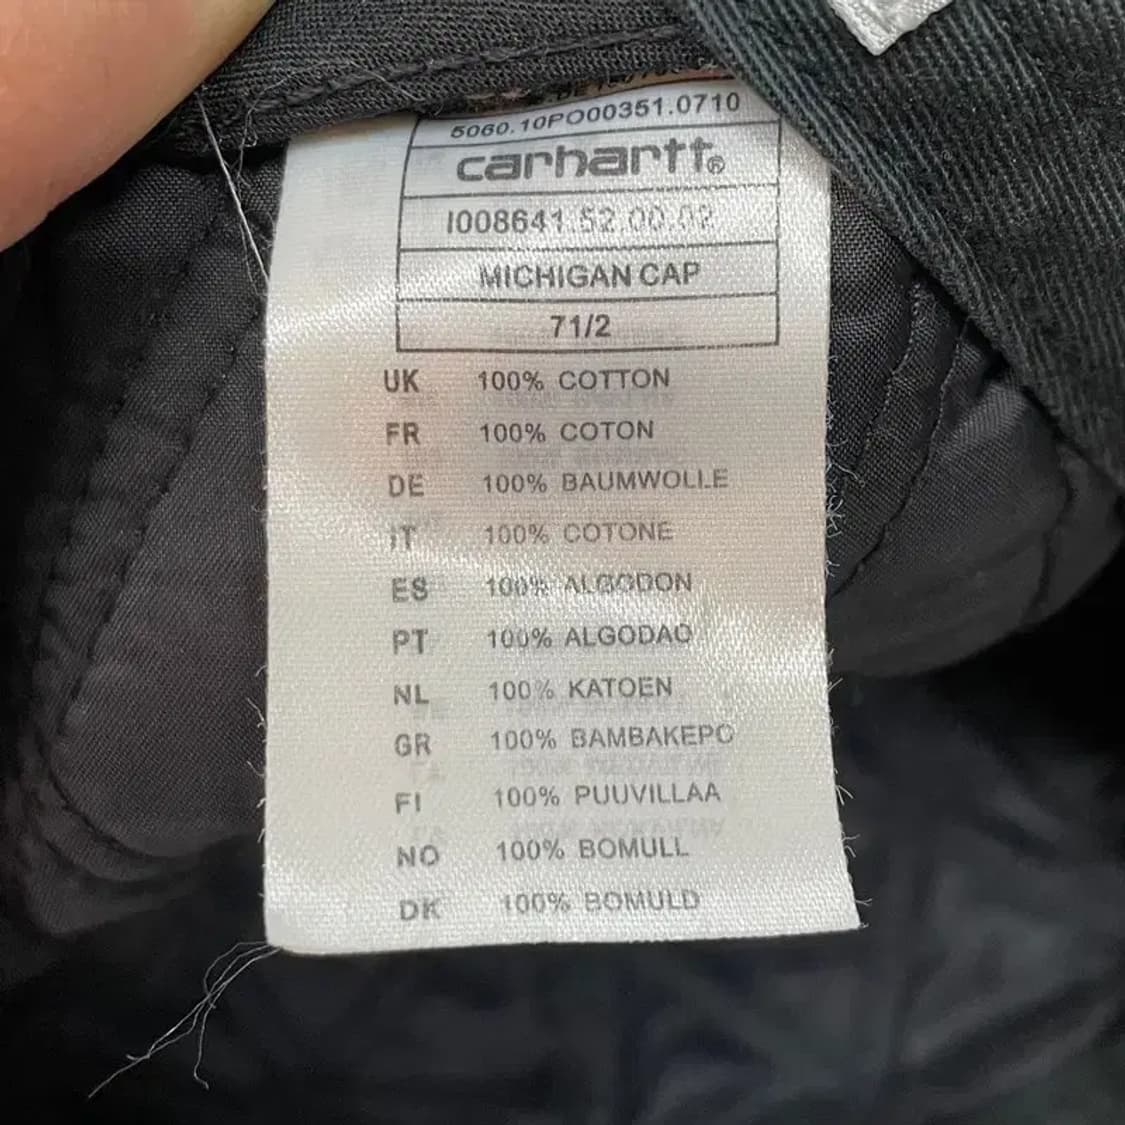 5060.10PO00351.0710
carhartt®
I008641.52.00.02
MICHIGAN CAP
71/2
UK 100% COTTON
FR 100% COTON
DE 100% BAUMWOLLE
IT 100% COTONE
ES 100% ALGODON
PT 100% ALGODAO
NL 100% KATOEN
GR 100% BAMBAKEPO
FI 100% PUUVILLAA
NO 100% BOMULL
DK 100% BOMULD